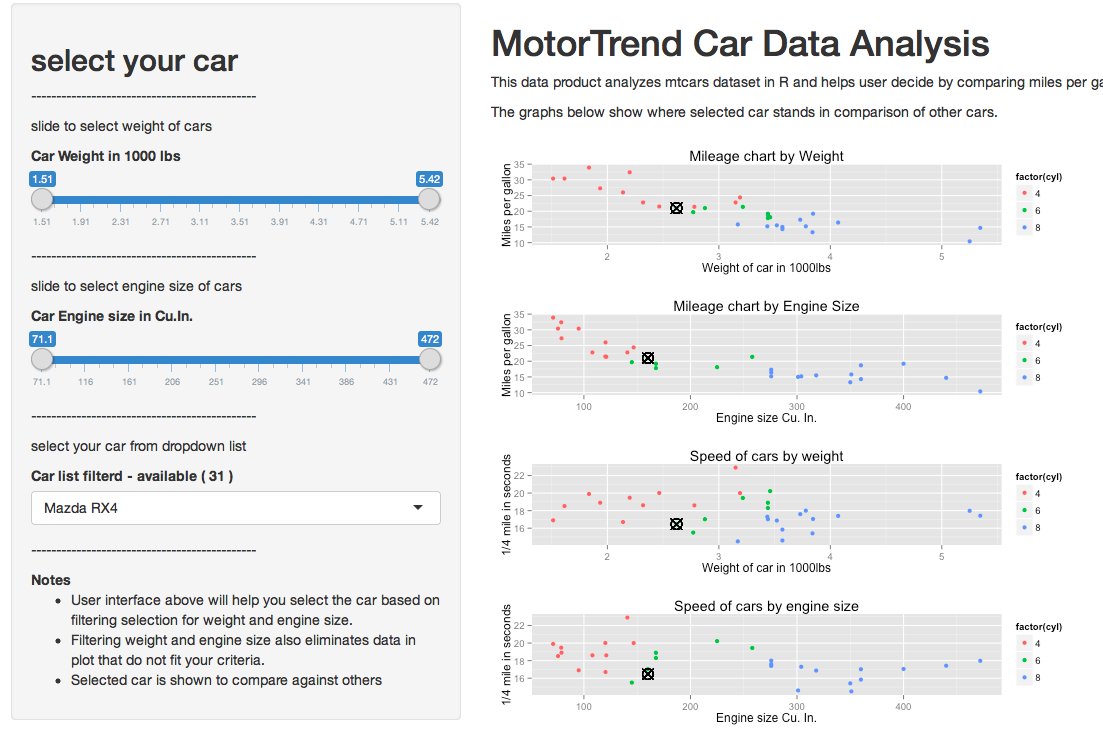 select your car
---------------------------------------------
slide to select weight of cars
Car Weight in 1000 lbs
1.51 5.42
1.51 1.91 2.31 2.71 3.11 3.51 3.91 4.31 4.71 5.11 5.42
---------------------------------------------
slide to select engine size of cars
Car Engine size in Cu.In.
71.1 472
71.1 116 161 206 251 296 341 386 431 472
---------------------------------------------
select your car from dropdown list
Car list filterd - available ( 31 )
Mazda RX4
---------------------------------------------
Notes
• User interface above will help you select the car based on
filtering selection for weight and engine size.
• Filtering weight and engine size also eliminates data in
plot that do not fit your criteria.
• Selected car is shown to compare against others
MotorTrend Car Data Analysis
This data product analyzes mtcars dataset in R and helps user decide by comparing miles per
The graphs below show where selected car stands in comparison of other cars.
Mileage chart by Weight
Miles per gallon
35
30
25
20
15
10
2 3 4 5
Weight of car in 1000lbs
factor(cyl)
4
6
8
Mileage chart by Engine Size
Miles per gallon
35
30
25
20
15
10
100 200 300 400
Engine size Cu. In.
factor(cyl)
4
6
8
Speed of cars by weight
1/4 mile in seconds
22
20
18
16
2 3 4 5
Weight of car in 1000lbs
factor(cyl)
4
6
8
Speed of cars by engine size
1/4 mile in seconds
22
20
18
16
100 200 300 400
Engine size Cu. In.
factor(cyl)
4
6
8